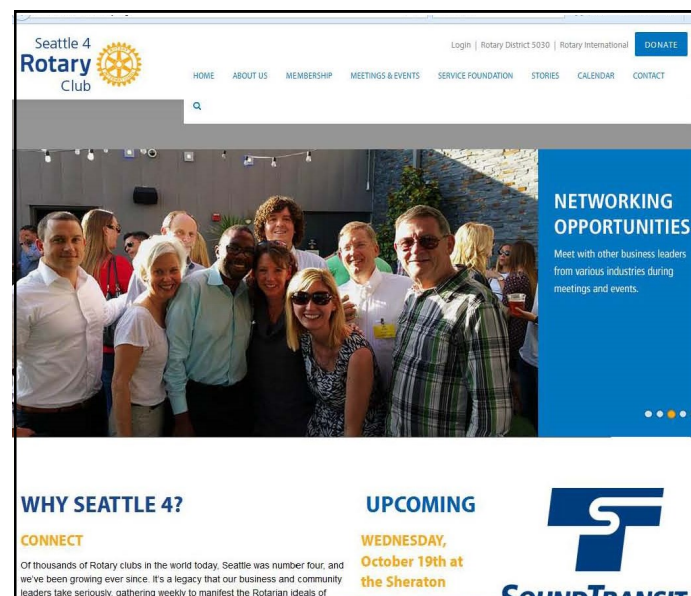 Seattle 4
Rotary
Club
Login | Rotary District 5030 | Rotary International
DONATE
HOME ABOUT US MEMBERSHIP MEETINGS & EVENTS SERVICE FOUNDATION STORIES CALENDAR CONTACT
NETWORKING
OPPORTUNITIES
Meet with other business leaders
from various industries during
meetings and events.
WHY SEATTLE 4?
CONNECT
Of thousands of Rotary clubs in the world today, Seattle was number four, and
we've been growing ever since. It's a legacy that our business and community
leaders take seriously, gathering weekly to manifest the Rotarian ideals of
UPCOMING
WEDNESDAY,
October 19th at
the Sheraton
SOUNDTRANSIT